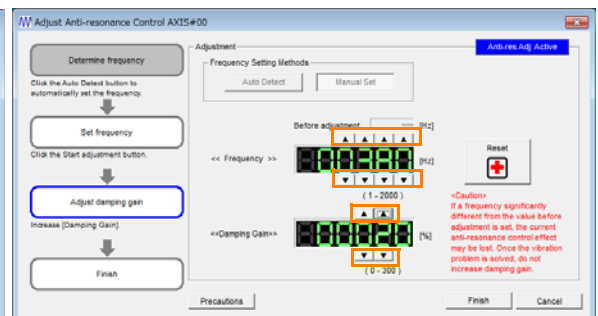 Adjust Anti-resonance Control AXIS#00
Adjustment
Anti-res Adj Active
Determine frequency
Click the Auto Detect button to
automatically set the frequency.
Set frequency
Click the Start adjustment button.
Adjust damping gain
Increase [Damping Gain].
Finish
Frequency Setting Methods
Auto Detect
Manual Set
Before adjustment --- [Hz]
<< Frequency >>
00380
[Hz]
(1 - 2000)
<<Damping Gain>>
000020
[%]
(0 - 300)
Reset
<Caution>
If a frequency significantly
different from the value before
adjustment is set, the current
anti-resonance control effect
may be lost. Once the vibration
problem is solved, do not
increase damping gain.
Precautions
Finish
Cancel